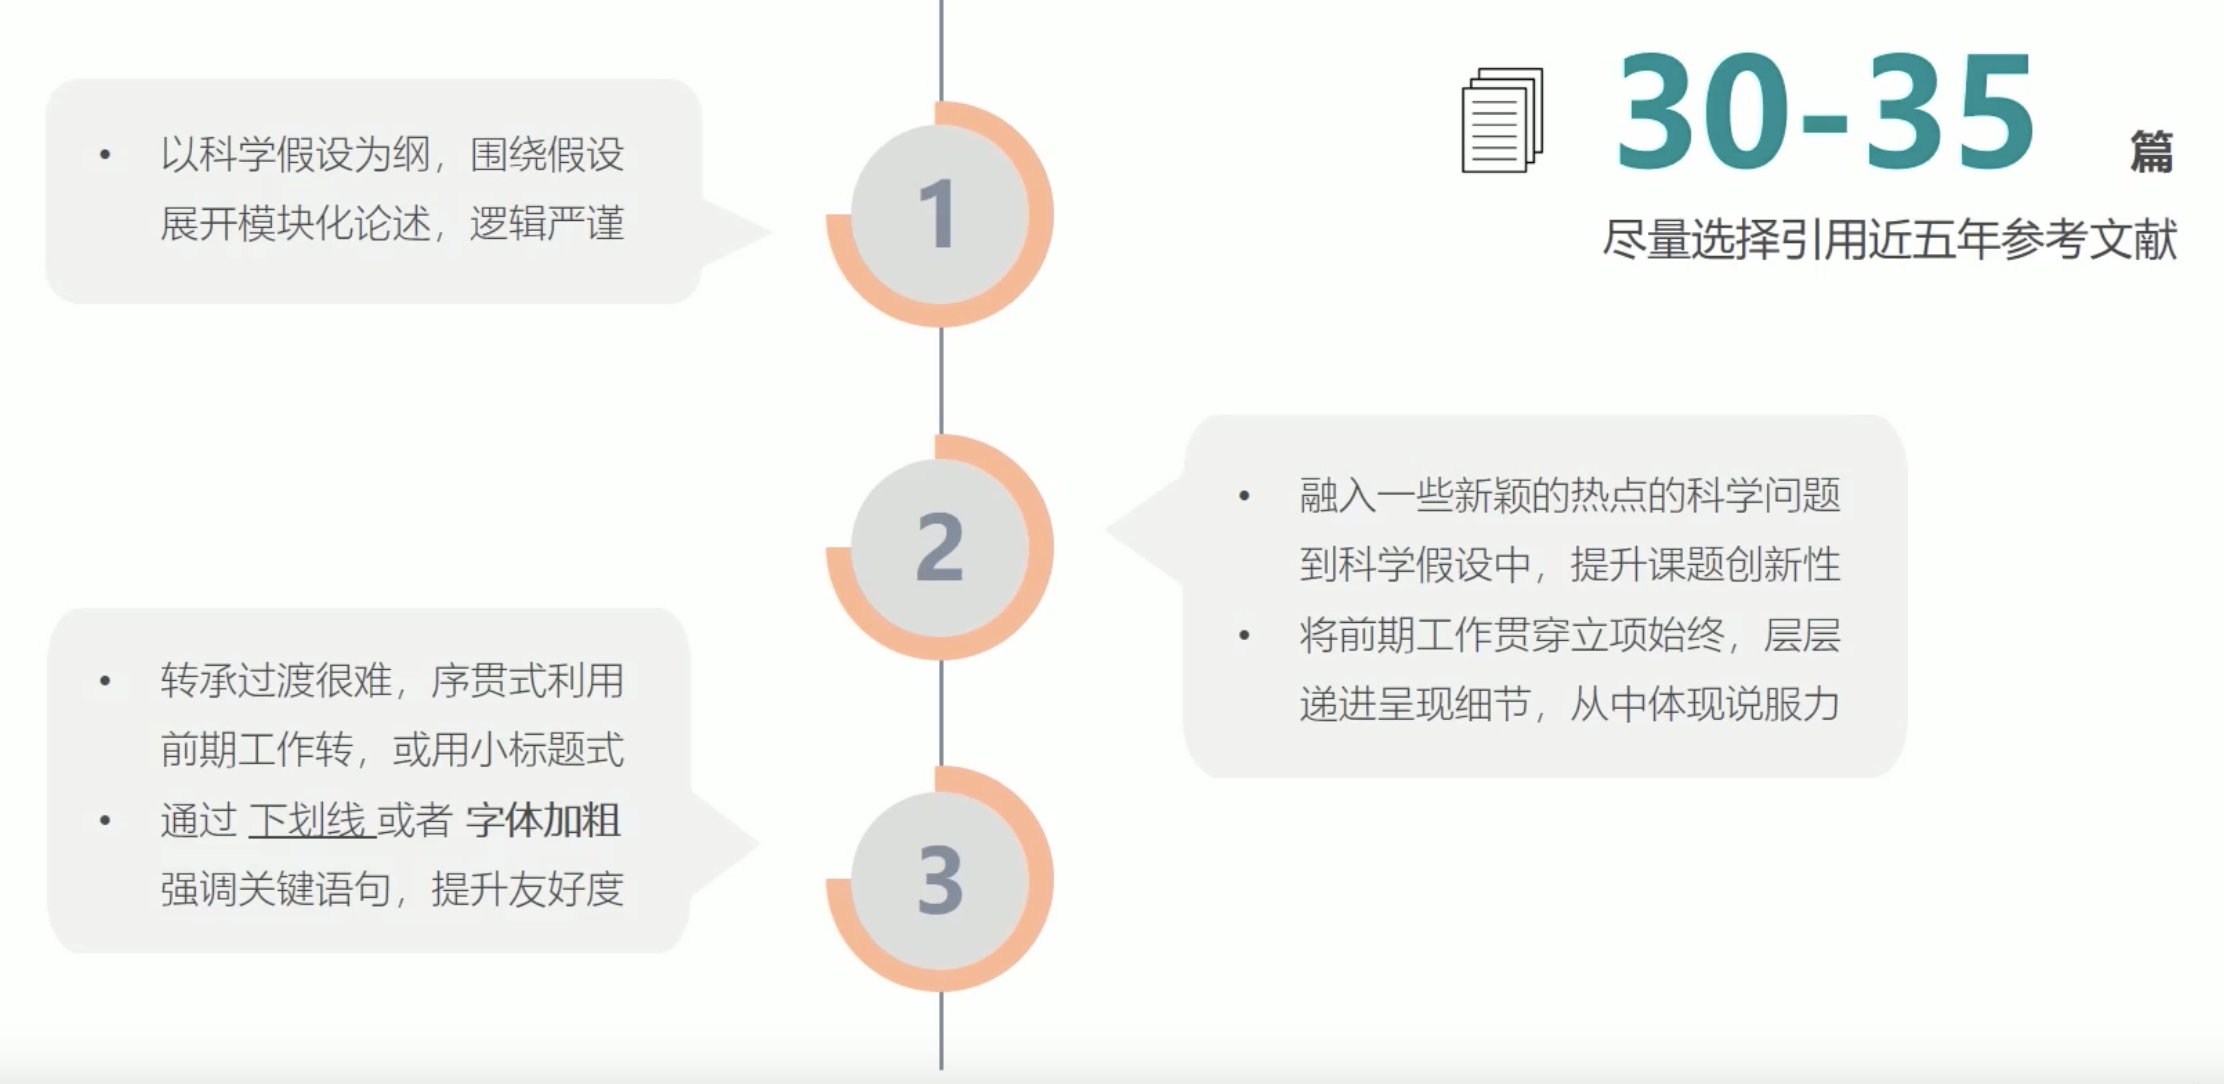 30-35 篇
尽量选择引用近五年参考文献
1
• 以科学假设为纲，围绕假设
展开模块化论述，逻辑严谨
2
• 融入一些新颖的热点的科学问题
到科学假设中，提升课题创新性
• 将前期工作贯穿立项始终，层层
递进呈现细节，从中体现说服力
3
• 转承过渡很难，序贯式利用
前期工作转，或用小标题式
• 通过 下划线 或者 字体加粗
强调关键语句，提升友好度